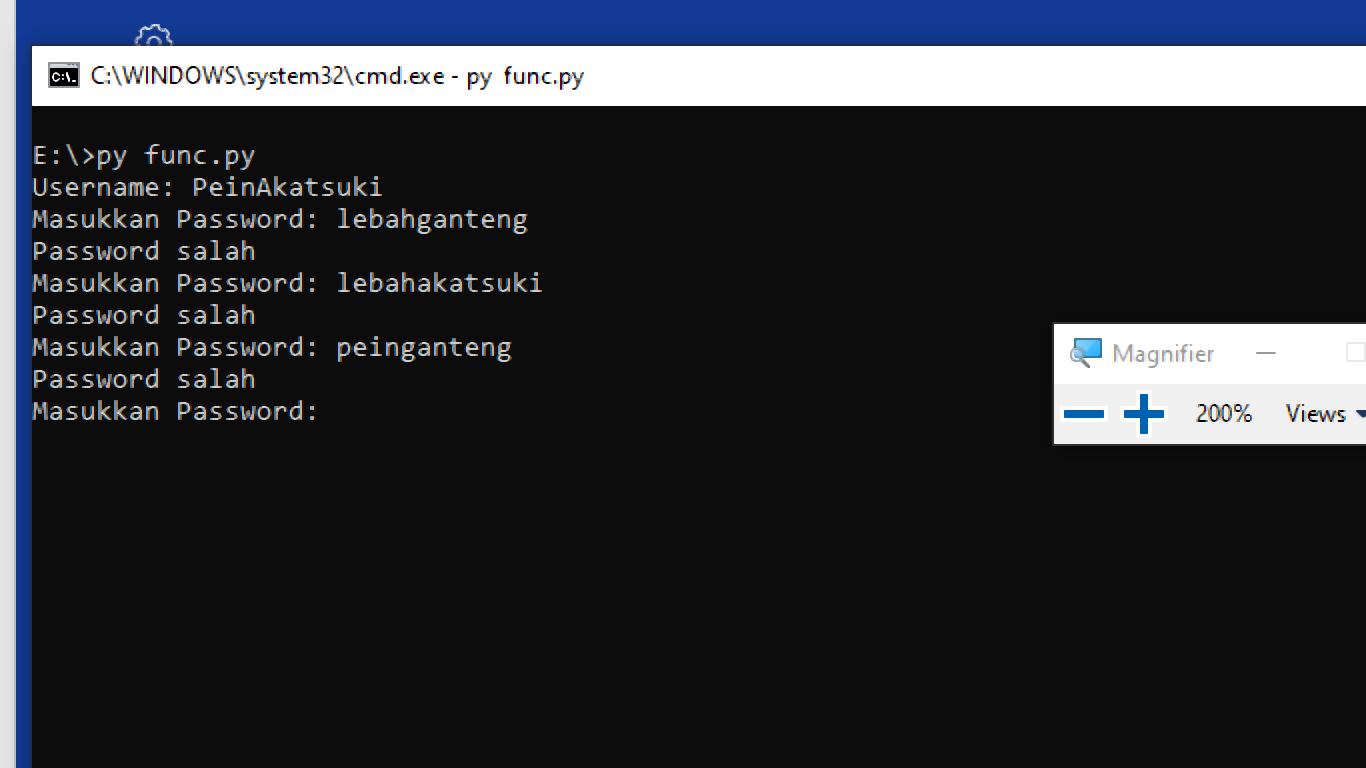 C:\WINDOWS\system32\cmd.exe - py  func.py
E:\>py func.py
Username: PeinAkatsuki
Masukkan Password: lebahganteng
Password salah
Masukkan Password: lebahakatsuki
Password salah
Masukkan Password: peinganteng
Password salah
Masukkan Password:
Magnifier
200% Views